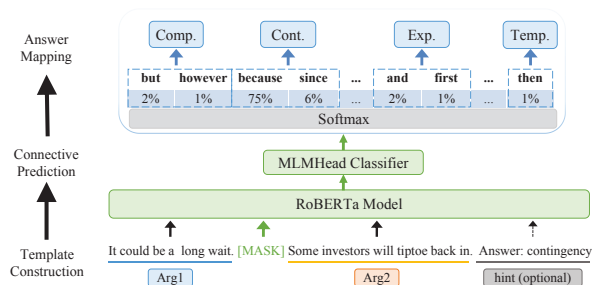 Answer
Mapping
Comp. Cont. Exp. Temp.
but however because since ... and first ... then
2% 1% 75% 6% ... 2% 1% ... 1%
Softmax
Connective
Prediction
MLMHead Classifier
RoBERTa Model
Template
Construction
It could be a long wait. [MASK] Some investors will tiptoe back in. Answer: contingency
Arg1 Arg2 hint (optional)